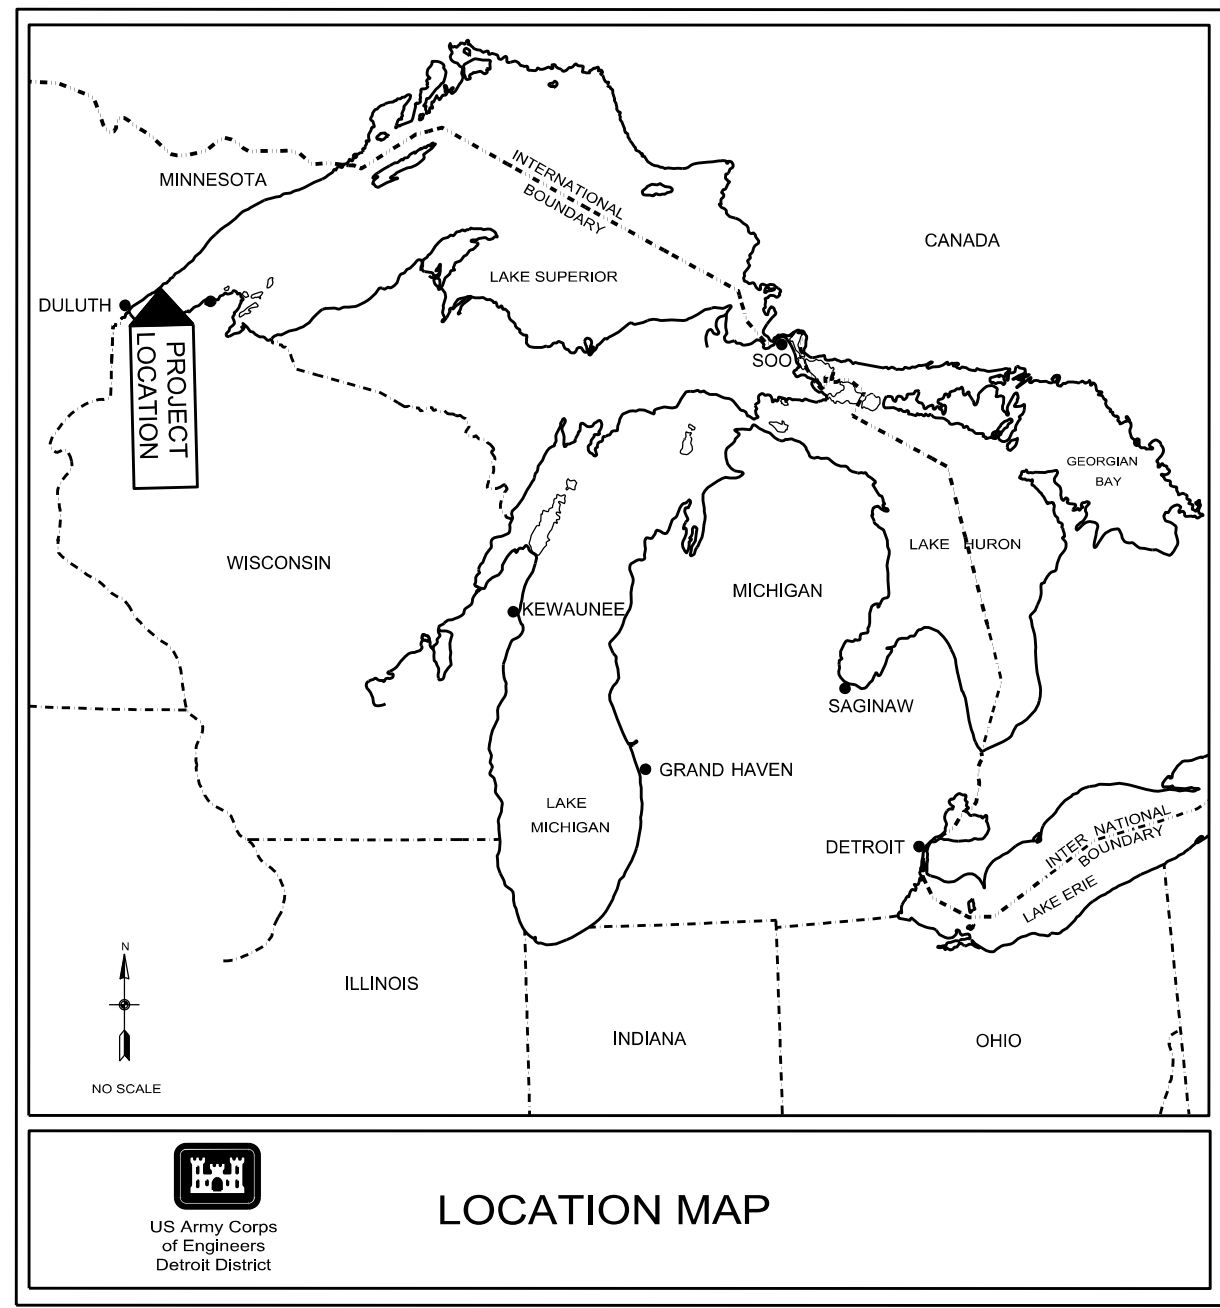 INTERNATIONAL
BOUNDARY
MINNESOTA
CANADA
LAKE SUPERIOR
DULUTH
PROJECT
LOCATION
SOO
GEORGIAN
BAY
LAKE HURON
WISCONSIN
MICHIGAN
KEWAUNEE
SAGINAW
GRAND HAVEN
LAKE
MICHIGAN
DETROIT
INTER NATIONAL
BOUNDARY
LAKE ERIE
N
ILLINOIS
INDIANA
OHIO
NO SCALE
US Army Corps
of Engineers
Detroit District
LOCATION MAP